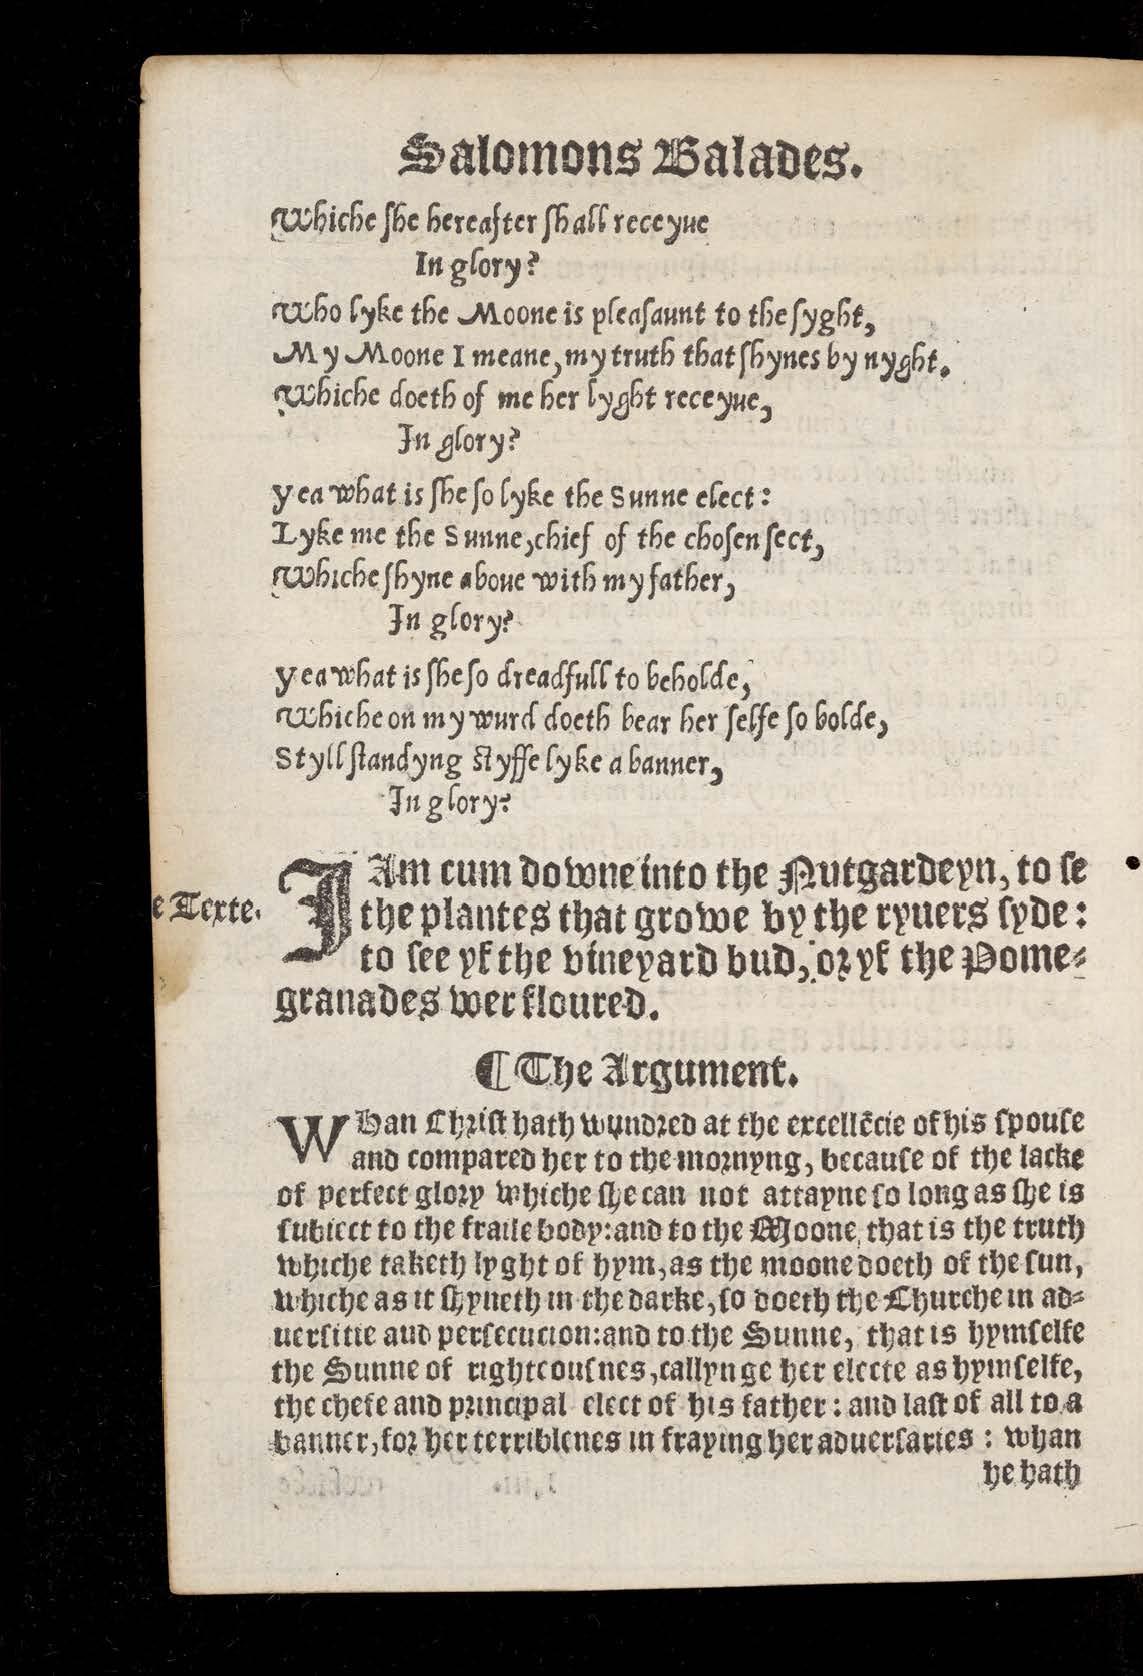 Salomons Balades.
Whiche she hereafter shall receyue
In glory?
Who lyke the Moone is pleasaunt to the syght,
My Moone I meane, my truth that shynes by nyght.
Whiche doeth of me her lyght receyue,
In glory?
yea what is she so lyke the Sunne elect:
Lyke me the Sunne, chief of the chosen sect,
Whiche shyne aboue with my father,
In glory?
yea what is she so dreadfull to beholde,
Whiche on my wurd doeth bear her selfe so bolde,
Styll standyng styffe lyke a banner,
In glory?
I Am cum downe into the Nutgardeyn, to se
e Texte. the plantes that growe by the ryuers syde:
to see yf the vineyard bud, or yf the Pome-
granades wer floured.
¶ The Argument.
WHan Christ hath wundred at the excellēcie of his spouse
and compared her to the mornyng, because of the lacke
of perfect glory whiche she can not attayne so long as she is
subiect to the fraile body: and to the Moone, that is the truth
whiche taketh lyght of hym, as the moone doeth of the sun,
whiche as it shyneth in the darke, so doeth the Churche in ad-
uersitie aud persecucion: and to the Sunne, that is hymselfe
the Sunne of righteousnes, callynge her electe as hymselfe,
the chefe and principal elect of his father: and last of all to a
banner, for her terriblenes in fraying her aduersaries: whan
he hath